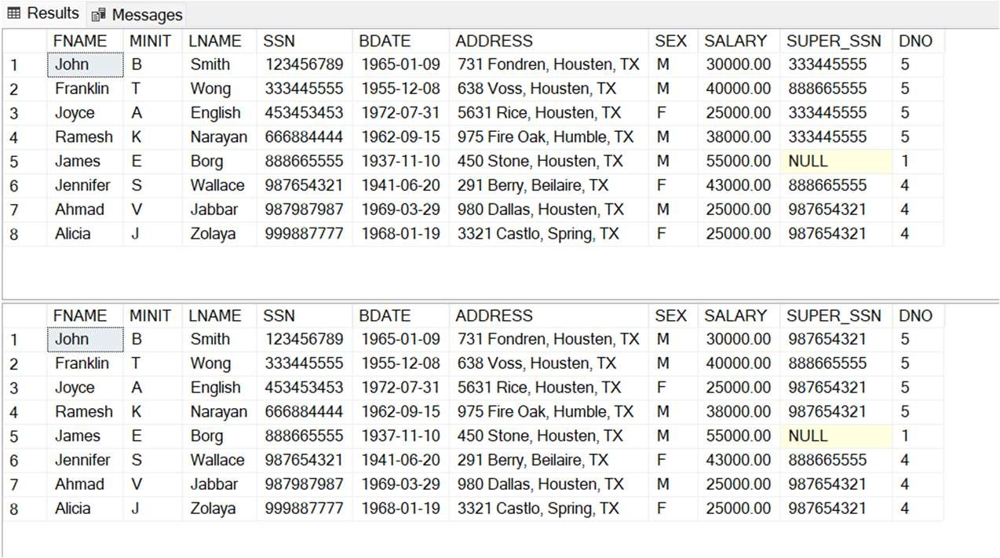 Results Messages
FNAME MINIT LNAME SSN BDATE ADDRESS SEX SALARY SUPER_SSN DNO
1 John B Smith 123456789 1965-01-09 731 Fondren, Housten, TX M 30000.00 333445555 5
2 Franklin T Wong 333445555 1955-12-08 638 Voss, Housten, TX M 40000.00 888665555 5
3 Joyce A English 453453453 1972-07-31 5631 Rice, Housten, TX F 25000.00 333445555 5
4 Ramesh K Narayan 666884444 1962-09-15 975 Fire Oak, Humble, TX M 38000.00 333445555 5
5 James E Borg 888665555 1937-11-10 450 Stone, Housten, TX M 55000.00 NULL 1
6 Jennifer S Wallace 987654321 1941-06-20 291 Berry, Beilaire, TX F 43000.00 888665555 4
7 Ahmad V Jabbar 987987987 1969-03-29 980 Dallas, Housten, TX M 25000.00 987654321 4
8 Alicia J Zolaya 999887777 1968-01-19 3321 Castlo, Spring, TX F 25000.00 987654321 4
FNAME MINIT LNAME SSN BDATE ADDRESS SEX SALARY SUPER_SSN DNO
1 John B Smith 123456789 1965-01-09 731 Fondren, Housten, TX M 30000.00 987654321 5
2 Franklin T Wong 333445555 1955-12-08 638 Voss, Housten, TX M 40000.00 888665555 5
3 Joyce A English 453453453 1972-07-31 5631 Rice, Housten, TX F 25000.00 987654321 5
4 Ramesh K Narayan 666884444 1962-09-15 975 Fire Oak, Humble, TX M 38000.00 987654321 5
5 James E Borg 888665555 1937-11-10 450 Stone, Housten, TX M 55000.00 NULL 1
6 Jennifer S Wallace 987654321 1941-06-20 291 Berry, Beilaire, TX F 43000.00 888665555 4
7 Ahmad V Jabbar 987987987 1969-03-29 980 Dallas, Housten, TX M 25000.00 987654321 4
8 Alicia J Zolaya 999887777 1968-01-19 3321 Castlo, Spring, TX F 25000.00 987654321 4